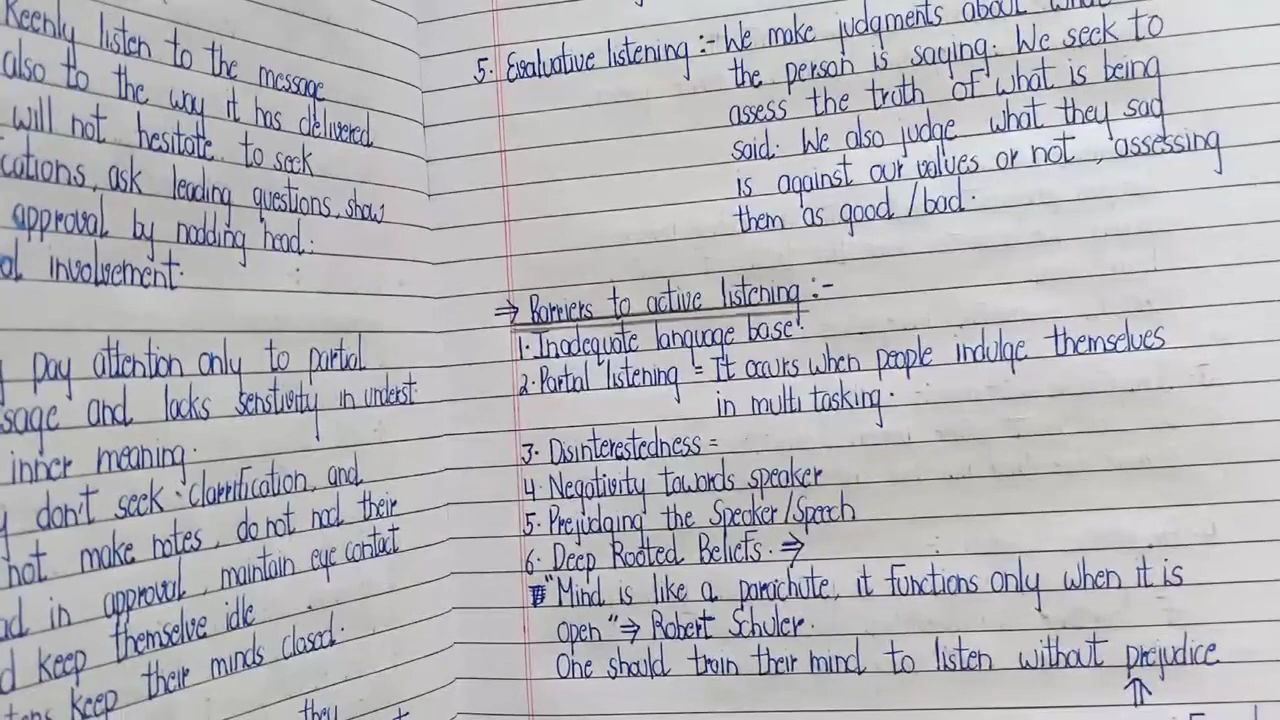 Keenly listen to the message
also to the way it has delivered
will not hesitate to seek
cations, ask leading questions, show
approval by nodding head.
al involvement.
pay attention only to partial
sage and lacks senstivity in underst.
inner meaning.
don't seek clarrification, and
not make notes, do not nod their
ad in approval, maintain eye contact
d keep themselve idle
keep their minds closed.
they
5. Evaluative listening :- We make judgments about what
the person is saying. We seek to
assess the truth of what is being
said. We also judge what they sad
is against our values or not, assessing
them as good / bad.
⇒ Barriers to active listening :-
1. Inadequate language base!
2. Partial listening = It occurs when people indulge themselves
in multi tasking.
3. Disinterestedness =
4. Negativity towards speaker
5. Prejudging the Speaker/Speech
6. Deep Rooted Beliefs. ⇒
"Mind is like a parachute, it functions only when it is
open" ⇒ Robert Schuler.
One should train their mind to listen without prejudice